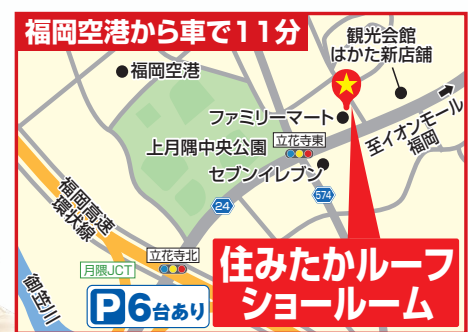 福岡空港から車で11分
観光会館
はかた新店舗
福岡空港
ファミリーマート
至イオンモール
福岡
上月隈中央公園
立花寺東
セブンイレブン
574
24
福岡高速
環状線
立花寺北
月隈JCT
御笠川
P6台あり
住みたかルーフ
ショールーム